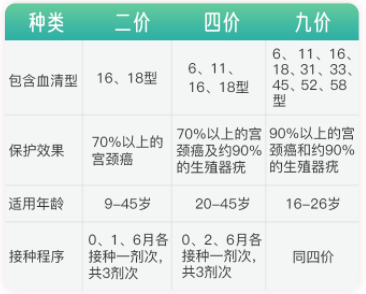 种类 二价 四价 九价
包含血清型 16、18型 6、11、 6、11、16、
16、18型 18、31、33、
45、52、58
型
保护效果 70%以上的 70%以上的宫 90%以上的宫
宫颈癌 颈癌及约90% 颈癌和约90%
的生殖器疣 的生殖器疣
适用年龄 9-45岁 20-45岁 16-26岁
接种程序 0、1、6月各 0、2、6月各 同四价
接种一剂次， 接种一剂次，
共3剂次 共3剂次